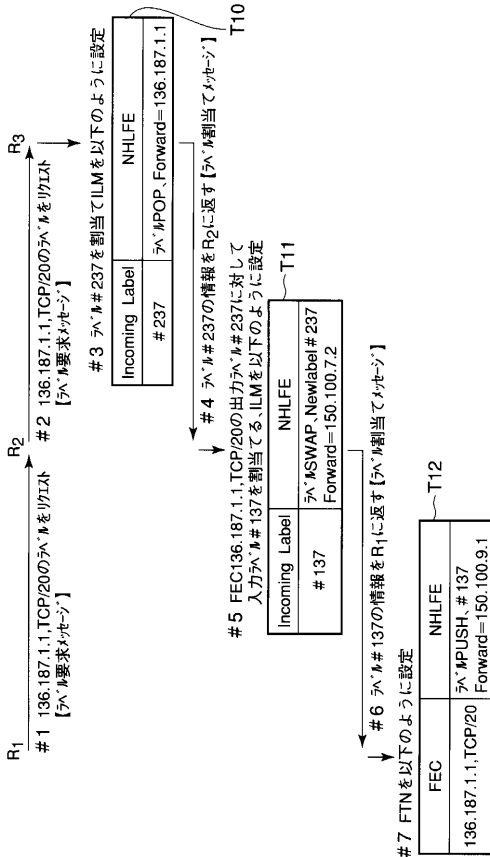 R1
R2
R3
#1 136.187.1.1,TCP/20のラベルをリクエスト
【ラベル要求メッセージ】
#2 136.187.1.1,TCP/20のラベルをリクエスト
【ラベル要求メッセージ】
#3 ラベル#237を割当てILMを以下のように設定
Incoming Label
NHLFE
#237
ラベルPOP、Forward=136.187.1.1
T10
#4 ラベル#237の情報をR2に返す【ラベル割当てメッセージ】
#5 FEC136.187.1.1,TCP/20の出力ラベル#237に対して
入力ラベル#137を割当てる、ILMを以下のように設定
Incoming Label
NHLFE
T11
#137
ラベルSWAP、Newlabel#237
Forward=150.100.7.2
#6 ラベル#137の情報をR1に返す【ラベル割当てメッセージ】
#7 FTNを以下のように設定
FEC
NHLFE
T12
136.187.1.1,TCP/20
ラベルPUSH、#137
Forward=150.100.9.1